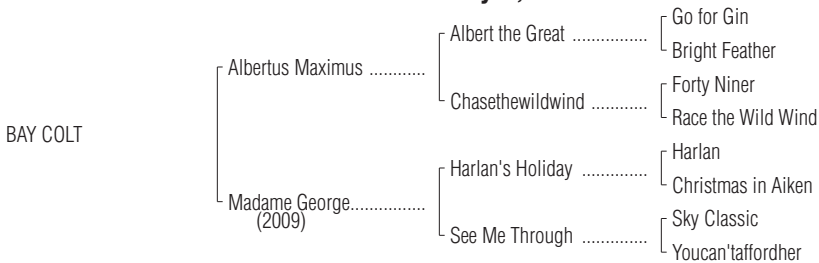 Go for Gin
Albert the Great ...............
Bright Feather
Albertus Maximus ............
Forty Niner
Chasethewildwind ............
Race the Wild Wind
BAY COLT
Harlan
Harlan's Holiday ..............
Christmas in Aiken
Madame George................
(2009)
Sky Classic
See Me Through ..............
Youcan'taffordher